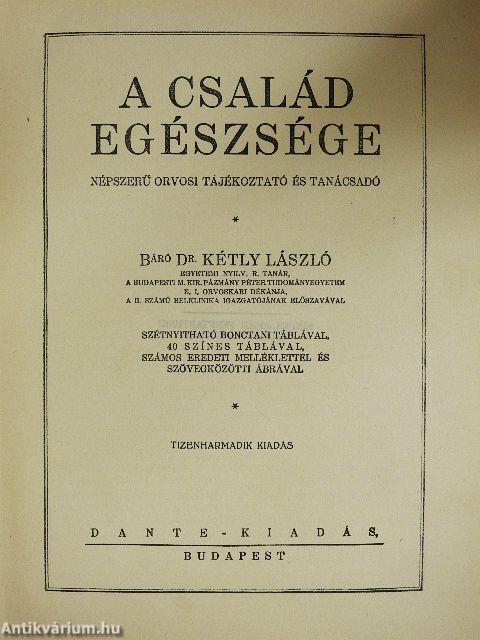 A CSALÁD
EGÉSZSÉGE
NÉPSZERŰ ORVOSI TÁJÉKOZTATÓ ÉS TANÁCSADÓ
*
BÁRÓ DR. KÉTLY LÁSZLÓ
EGYETEMI NYILV. R. TANÁR,
A BUDAPESTI M. KIR. PÁZMÁNY PÉTER TUDOMÁNYEGYETEM
E. I. ORVOSKARI DÉKÁNJA,
A II. SZÁMÚ BELKLINIKA IGAZGATÓJÁNAK ELŐSZAVÁVAL
SZÉTNYITHATÓ BONCTANI TÁBLÁVAL,
40 SZÍNES TÁBLÁVAL,
SZÁMOS EREDETI MELLÉKLETTEL ÉS
SZÖVEGKÖZÖTTI ÁBRÁVAL
*
TIZENHARMADIK KIADÁS
DANTE-KIADÁS,
BUDAPEST
Antikvárium.hu